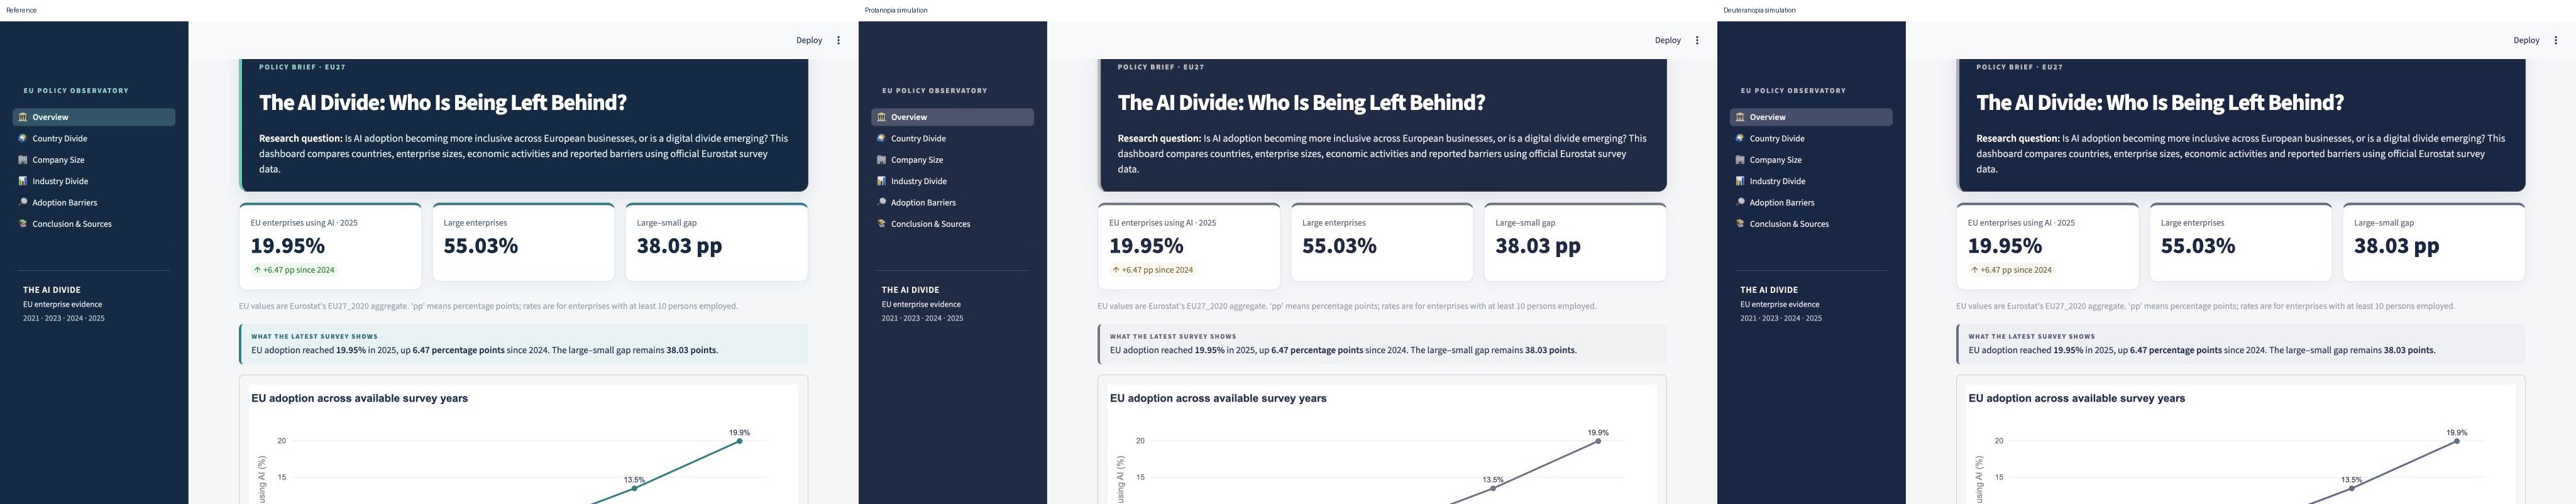 Reference
EU POLICY OBSERVATORY
Overview
Country Divide
Company Size
Industry Divide
Adoption Barriers
Conclusion & Sources
THE AI DIVIDE
EU enterprise evidence
2021 · 2023 · 2024 · 2025
Deploy
POLICY BRIEF · EU27
The AI Divide: Who Is Being Left Behind?
Research question: Is AI adoption becoming more inclusive across European businesses, or is a digital divide emerging? This
dashboard compares countries, enterprise sizes, economic activities and reported barriers using official Eurostat survey
data.
EU enterprises using AI · 2025
19.95%
↑ +6.47 pp since 2024
Large enterprises
55.03%
Large–small gap
38.03 pp
EU values are Eurostat's EU27_2020 aggregate. 'pp' means percentage points; rates are for enterprises with at least 10 persons employed.
WHAT THE LATEST SURVEY SHOWS
EU adoption reached 19.95% in 2025, up 6.47 percentage points since 2024. The large–small gap remains 38.03 points.
EU adoption across available survey years
19.9%
20
15
13.5%
using AI (%)
Protanopia simulation
EU POLICY OBSERVATORY
Overview
Country Divide
Company Size
Industry Divide
Adoption Barriers
Conclusion & Sources
THE AI DIVIDE
EU enterprise evidence
2021 · 2023 · 2024 · 2025
Deploy
POLICY BRIEF · EU27
The AI Divide: Who Is Being Left Behind?
Research question: Is AI adoption becoming more inclusive across European businesses, or is a digital divide emerging? This
dashboard compares countries, enterprise sizes, economic activities and reported barriers using official Eurostat survey
data.
EU enterprises using AI · 2025
19.95%
↑ +6.47 pp since 2024
Large enterprises
55.03%
Large–small gap
38.03 pp
EU values are Eurostat's EU27_2020 aggregate. 'pp' means percentage points; rates are for enterprises with at least 10 persons employed.
WHAT THE LATEST SURVEY SHOWS
EU adoption reached 19.95% in 2025, up 6.47 percentage points since 2024. The large–small gap remains 38.03 points.
EU adoption across available survey years
19.9%
20
15
13.5%
using AI (%)
Deuteranopia simulation
EU POLICY OBSERVATORY
Overview
Country Divide
Company Size
Industry Divide
Adoption Barriers
Conclusion & Sources
THE AI DIVIDE
EU enterprise evidence
2021 · 2023 · 2024 · 2025
Deploy
POLICY BRIEF · EU27
The AI Divide: Who Is Being Left Behind?
Research question: Is AI adoption becoming more inclusive across European businesses, or is a digital divide emerging? This
dashboard compares countries, enterprise sizes, economic activities and reported barriers using official Eurostat survey
data.
EU enterprises using AI · 2025
19.95%
↑ +6.47 pp since 2024
Large enterprises
55.03%
Large–small gap
38.03 pp
EU values are Eurostat's EU27_2020 aggregate. 'pp' means percentage points; rates are for enterprises with at least 10 persons employed.
WHAT THE LATEST SURVEY SHOWS
EU adoption reached 19.95% in 2025, up 6.47 percentage points since 2024. The large–small gap remains 38.03 points.
EU adoption across available survey years
19.9%
20
15
13.5%
using AI (%)